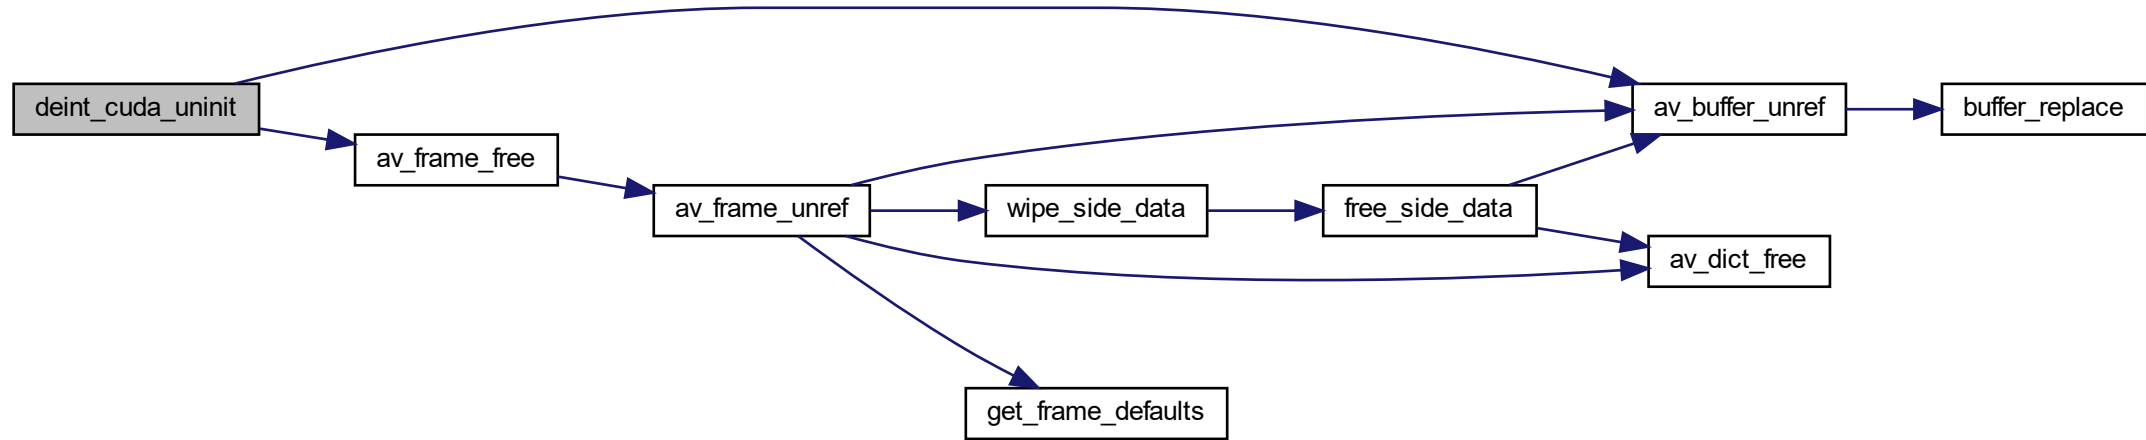 deint_cuda_uninit
av_frame_free
av_frame_unref
wipe_side_data
free_side_data
av_buffer_unref
buffer_replace
av_dict_free
get_frame_defaults